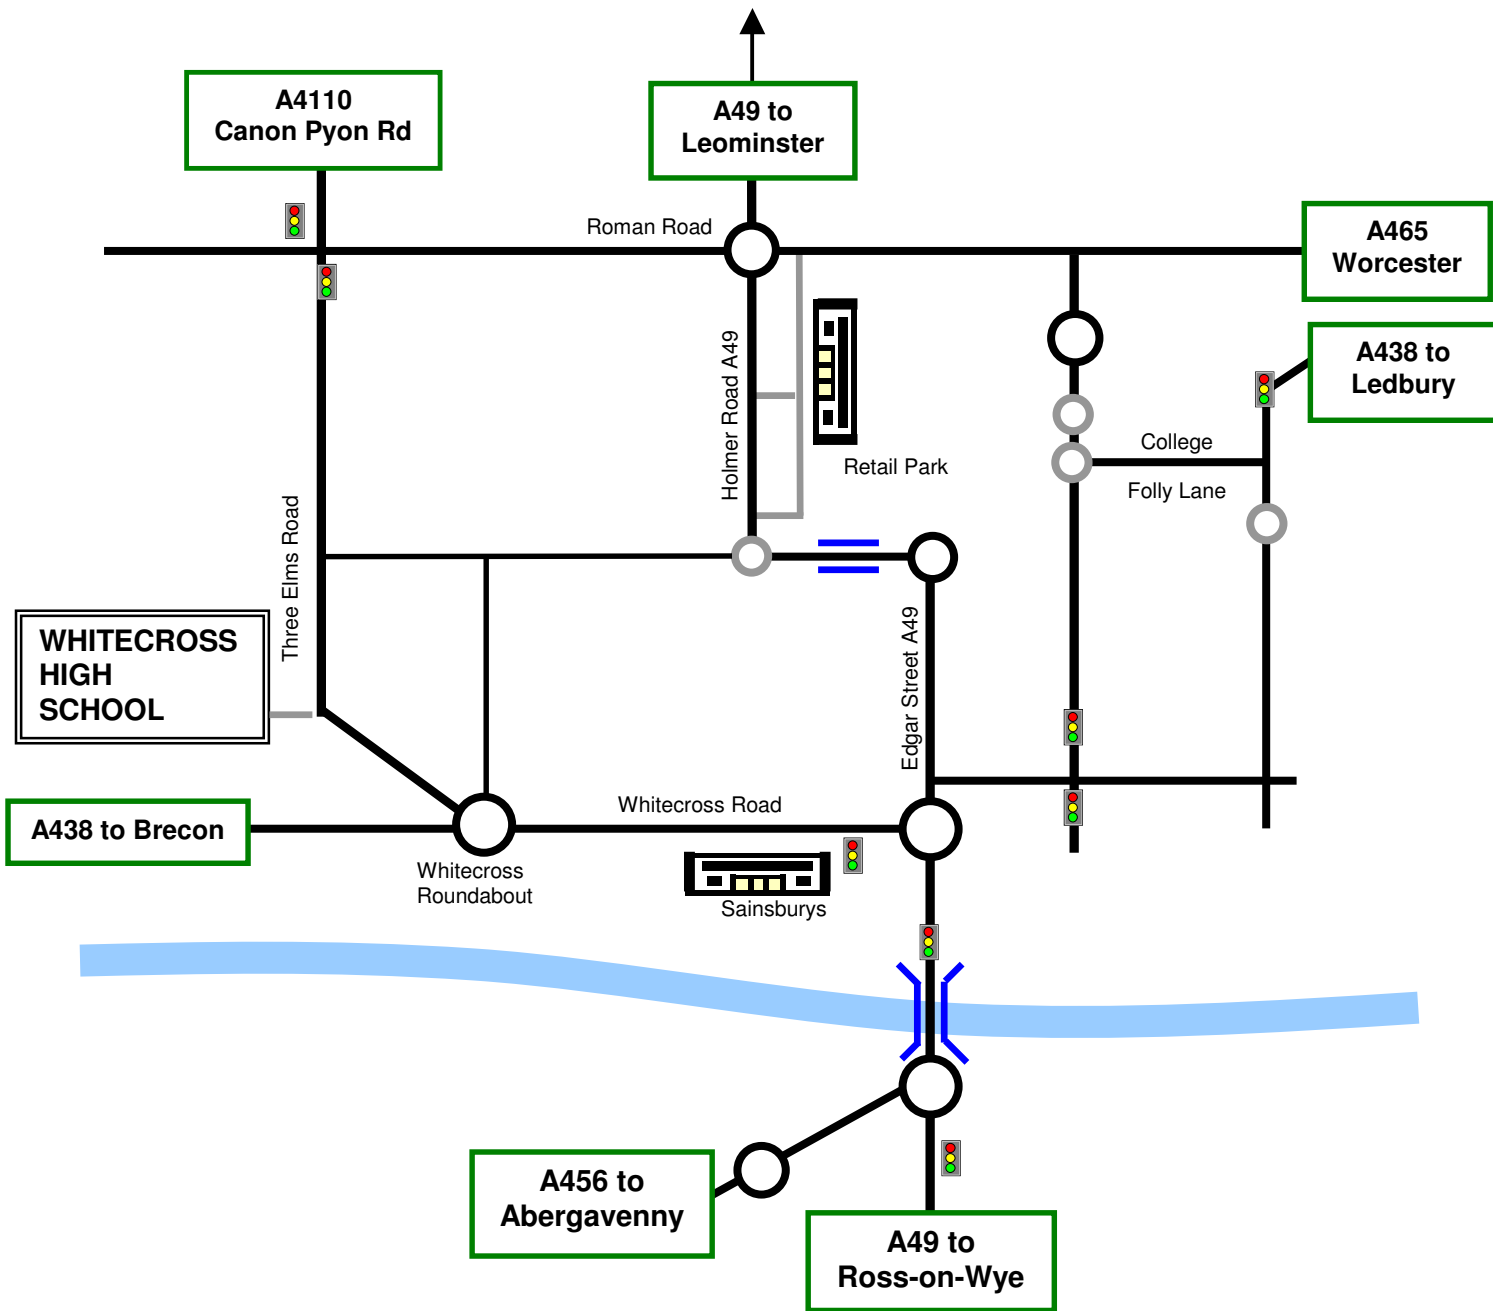 A4110
Canon Pyon Rd
A49 to
Leominster
Roman Road
A465
Worcester
A438 to
Ledbury
Holmer Road A49
College
Retail Park
Folly Lane
Three Elms Road
WHITECROSS
HIGH
SCHOOL
Edgar Street A49
Whitecross Road
A438 to Brecon
Whitecross
Roundabout
Sainsburys
A456 to
Abergavenny
A49 to
Ross-on-Wye